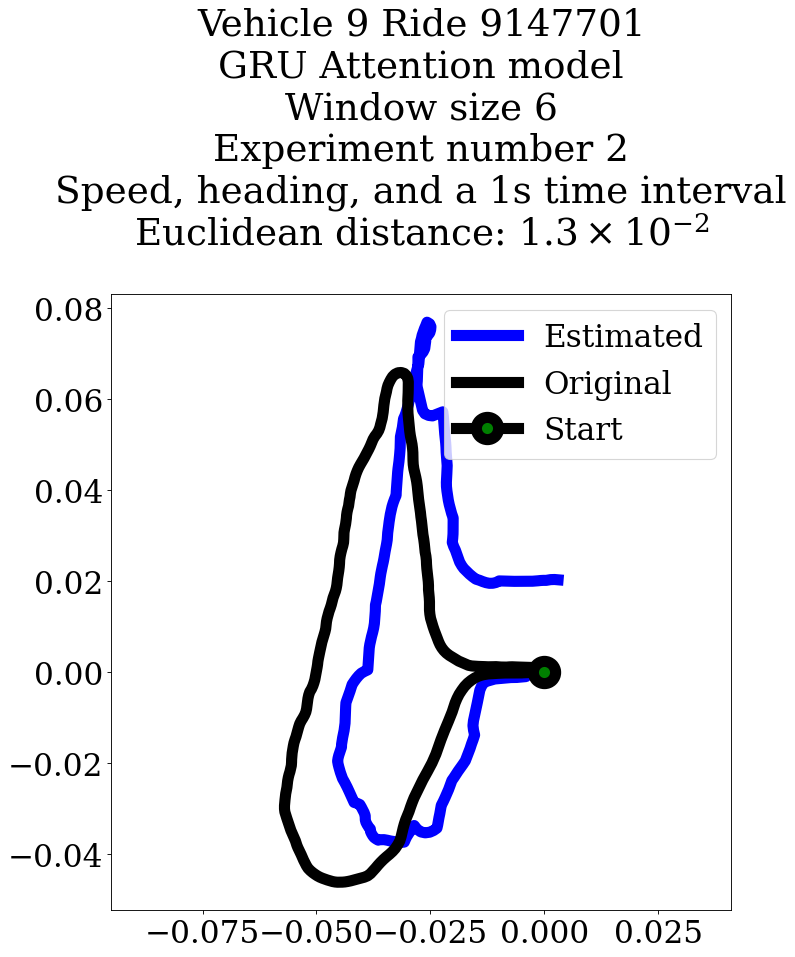 Vehicle 9 Ride 9147701
GRU Attention model
Window size 6
Experiment number 2
Speed, heading, and a 1s time interval
Euclidean distance: 1.3 × 10⁻²
0.08
Estimated
0.06
Original
Start
0.04
0.02
0.00
−0.02
−0.04
−0.075 −0.050 −0.025 0.000 0.025